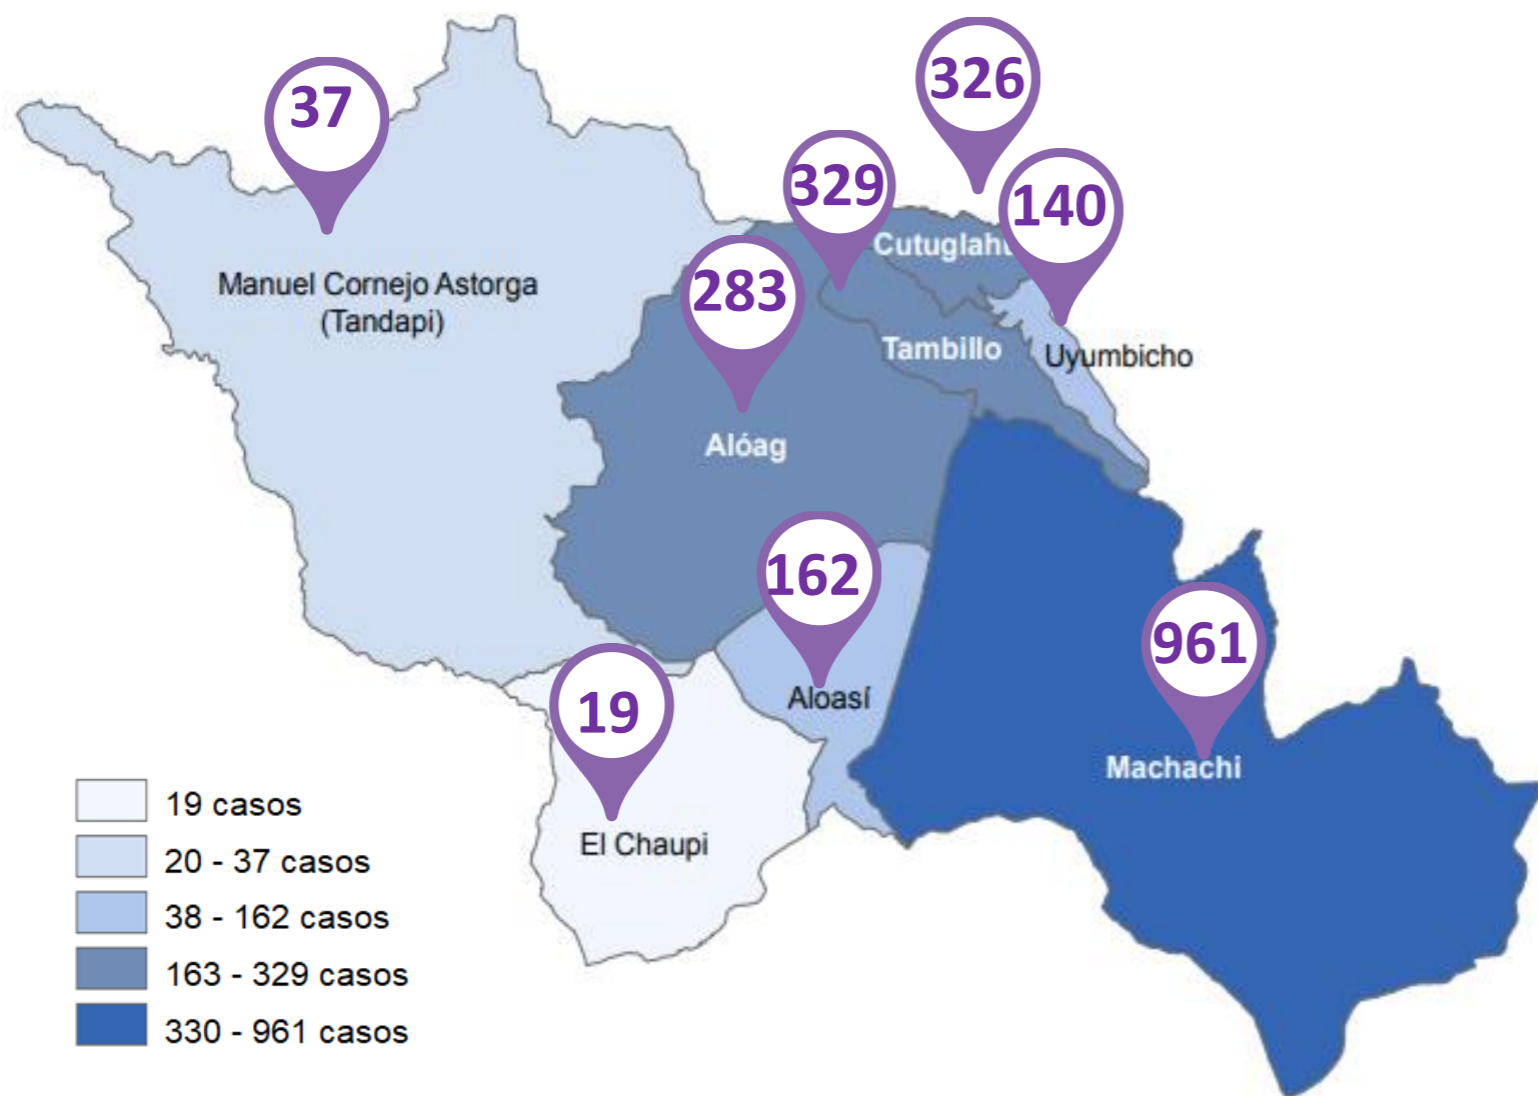 37
326
329
140
Cutuglahu
283
Manuel Cornejo Astorga
(Tandapi)
Tambillo
Uyumbicho
Alóag
162
961
19
Aloasí
Machachi
El Chaupi
19 casos
20 - 37 casos
38 - 162 casos
163 - 329 casos
330 - 961 casos